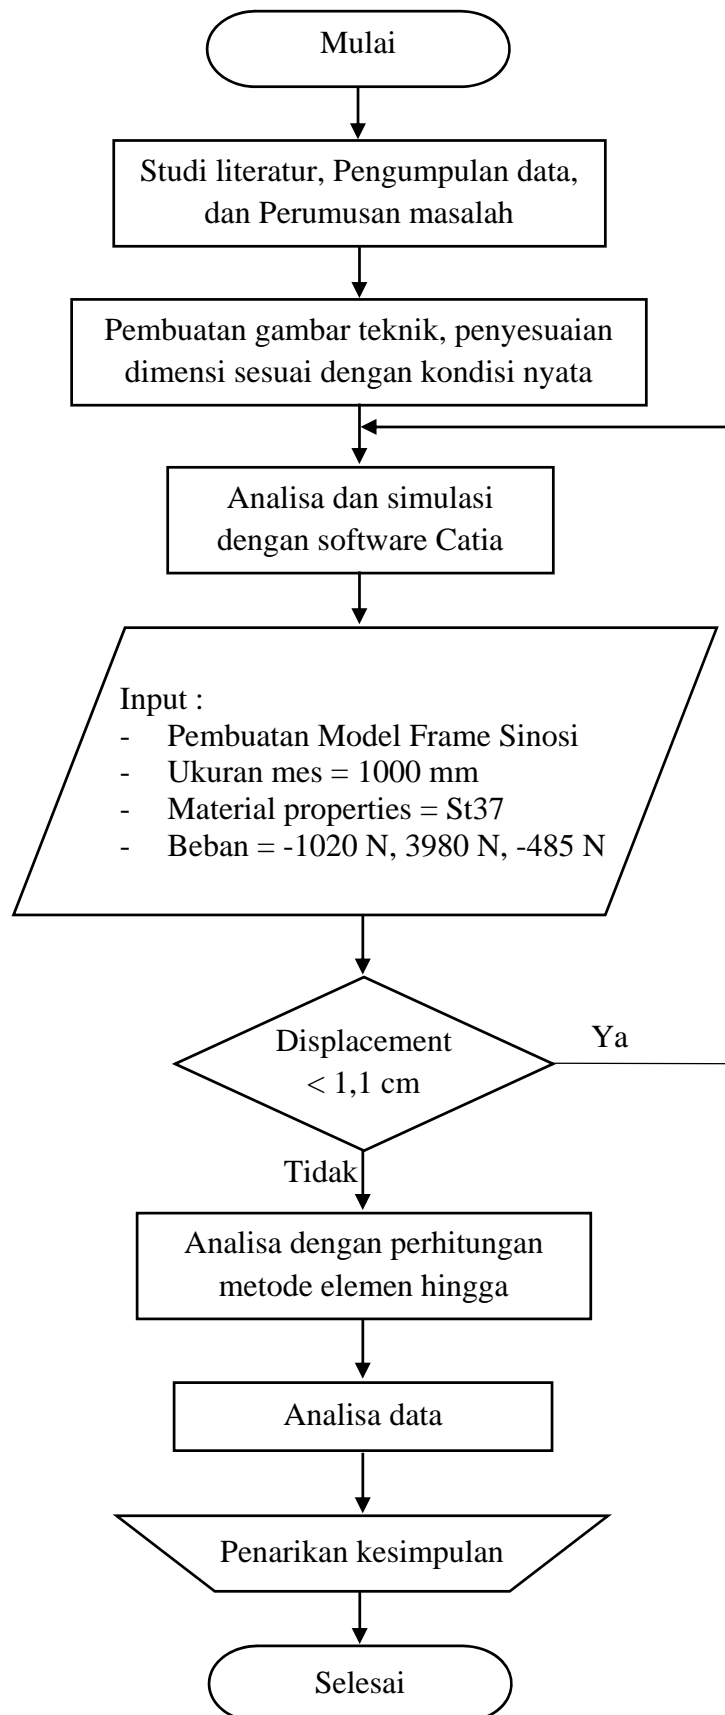 Mulai
Studi literatur, Pengumpulan data,
dan Perumusan masalah
Pembuatan gambar teknik, penyesuaian
dimensi sesuai dengan kondisi nyata
Analisa dan simulasi
dengan software Catia
Input :
- Pembuatan Model Frame Sinosi
- Ukuran mes = 1000 mm
- Material properties = St37
- Beban = -1020 N, 3980 N, -485 N
Displacement
< 1,1 cm
Ya
Tidak
Analisa dengan perhitungan
metode elemen hingga
Analisa data
Penarikan kesimpulan
Selesai